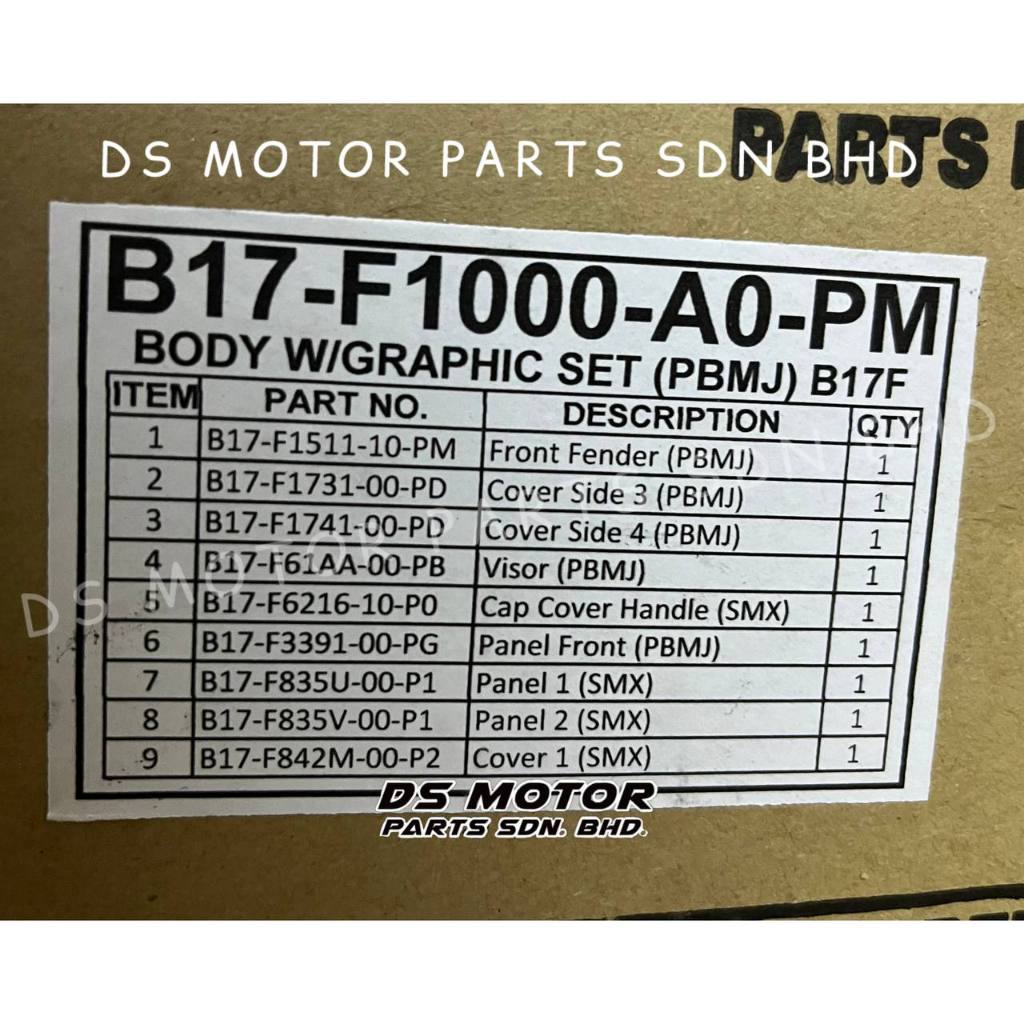 PARTS
DS MOTOR PARTS SDN BHD
B17-F1000-A0-PM
BODY W/GRAPHIC SET (PBMJ) B17F
ITEM PART NO. DESCRIPTION QTY
1 B17-F1511-10-PM Front Fender (PBMJ) 1
2 B17-F1731-00-PD Cover Side 3 (PBMJ) 1
3 B17-F1741-00-PD Cover Side 4 (PBMJ) 1
4 B17-F61AA-00-PB Visor (PBMJ) 1
5 B17-F6216-10-P0 Cap Cover Handle (SMX) 1
6 B17-F3391-00-PG Panel Front (PBMJ) 1
7 B17-F835U-00-P1 Panel 1 (SMX) 1
8 B17-F835V-00-P1 Panel 2 (SMX) 1
9 B17-F842M-00-P2 Cover 1 (SMX) 1
DS MOTOR PARTS SDN BHD
DS MOTOR
PARTS SDN. BHD.